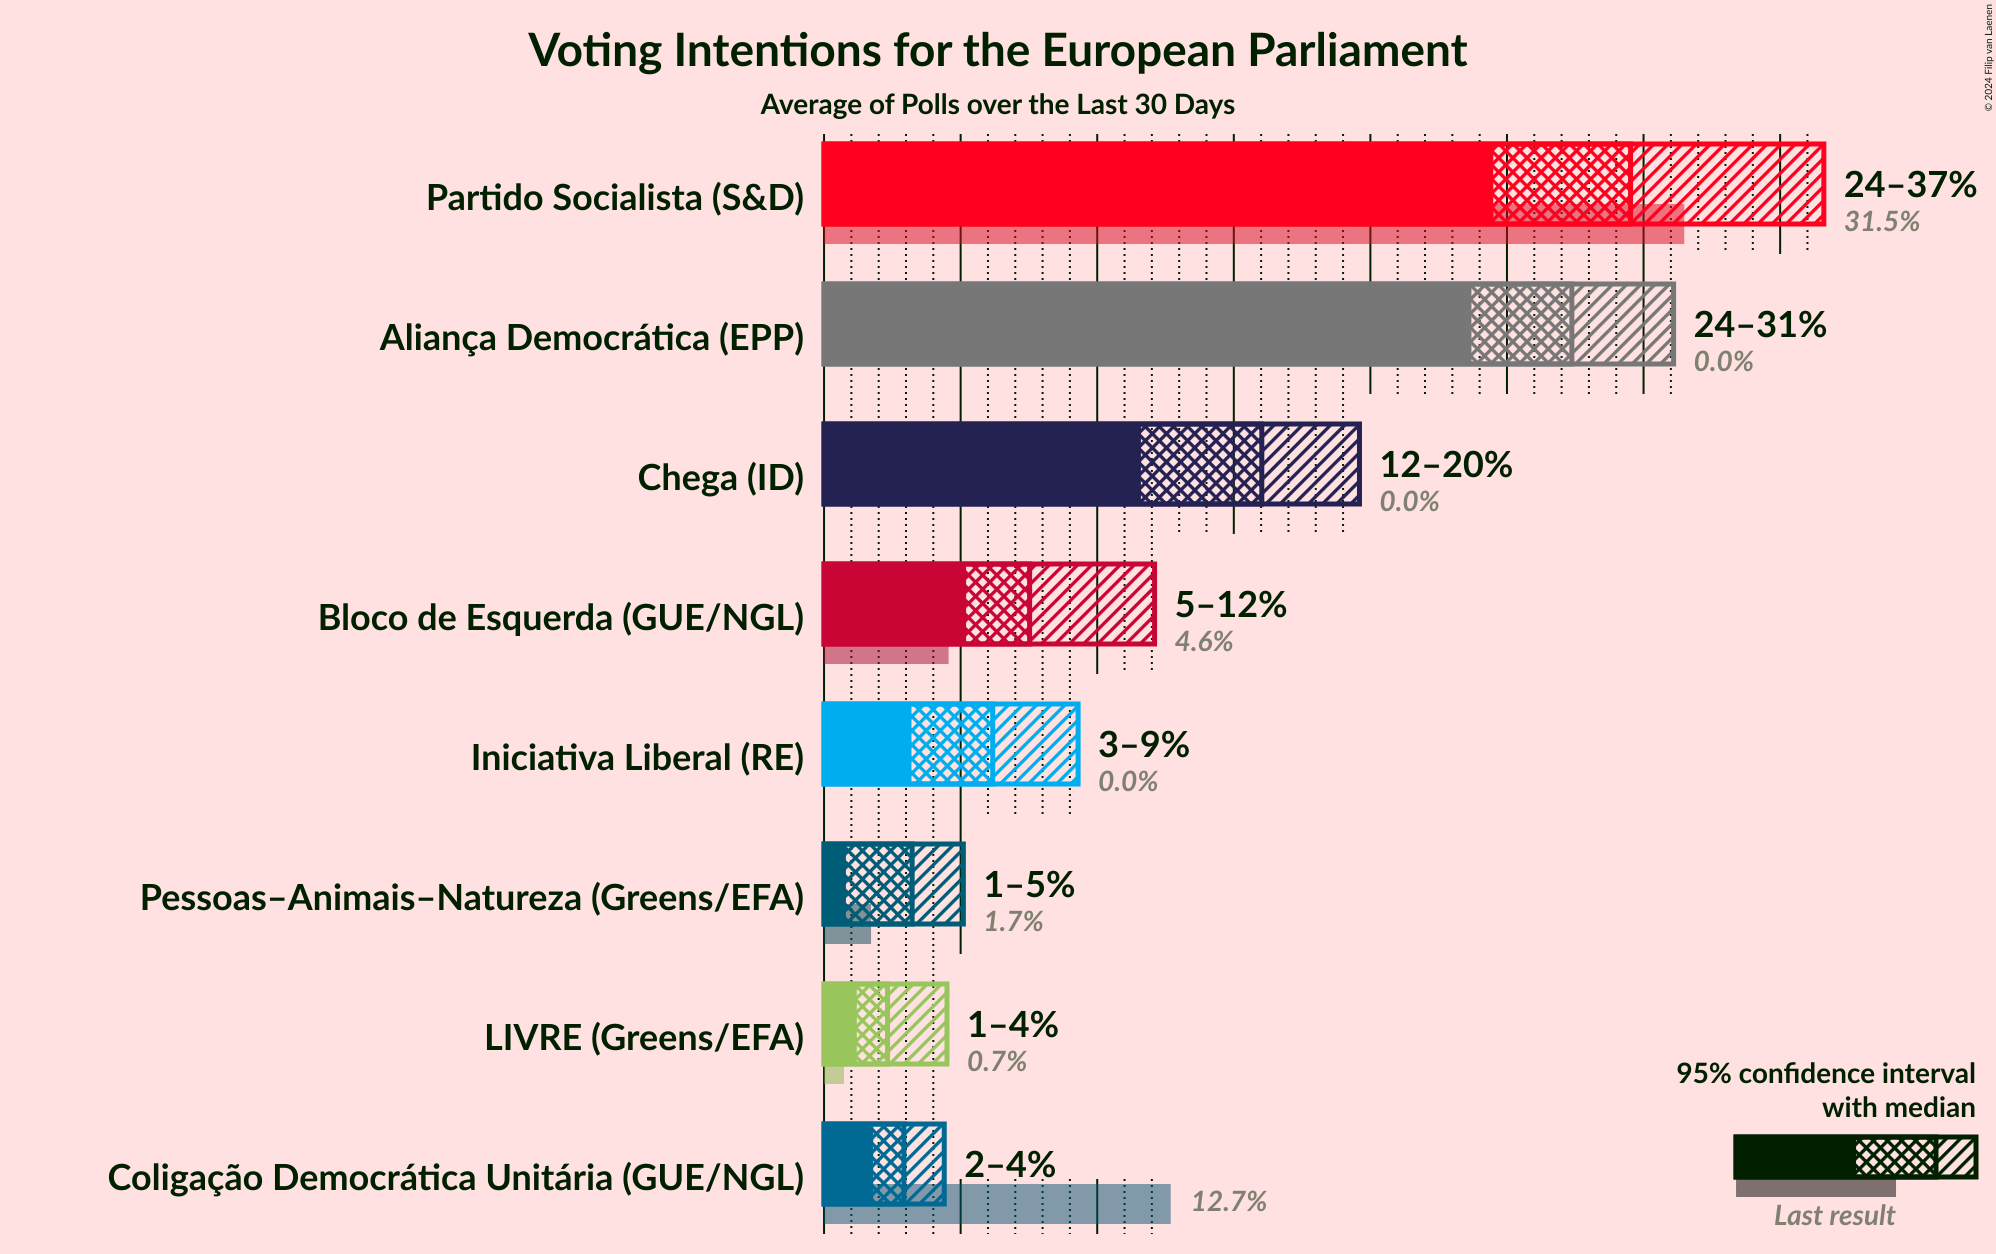 Voting Intentions for the European Parliament
Average of Polls over the Last 30 Days
© 2024 Filip van Laenen
Partido Socialista (S&D)
24–37%
31.5%
Aliança Democrática (EPP)
24–31%
0.0%
Chega (ID)
12–20%
0.0%
Bloco de Esquerda (GUE/NGL)
5–12%
4.6%
Iniciativa Liberal (RE)
3–9%
0.0%
Pessoas–Animais–Natureza (Greens/EFA)
1–5%
1.7%
LIVRE (Greens/EFA)
1–4%
0.7%
Coligação Democrática Unitária (GUE/NGL)
2–4%
12.7%
95% confidence interval
with median
Last result